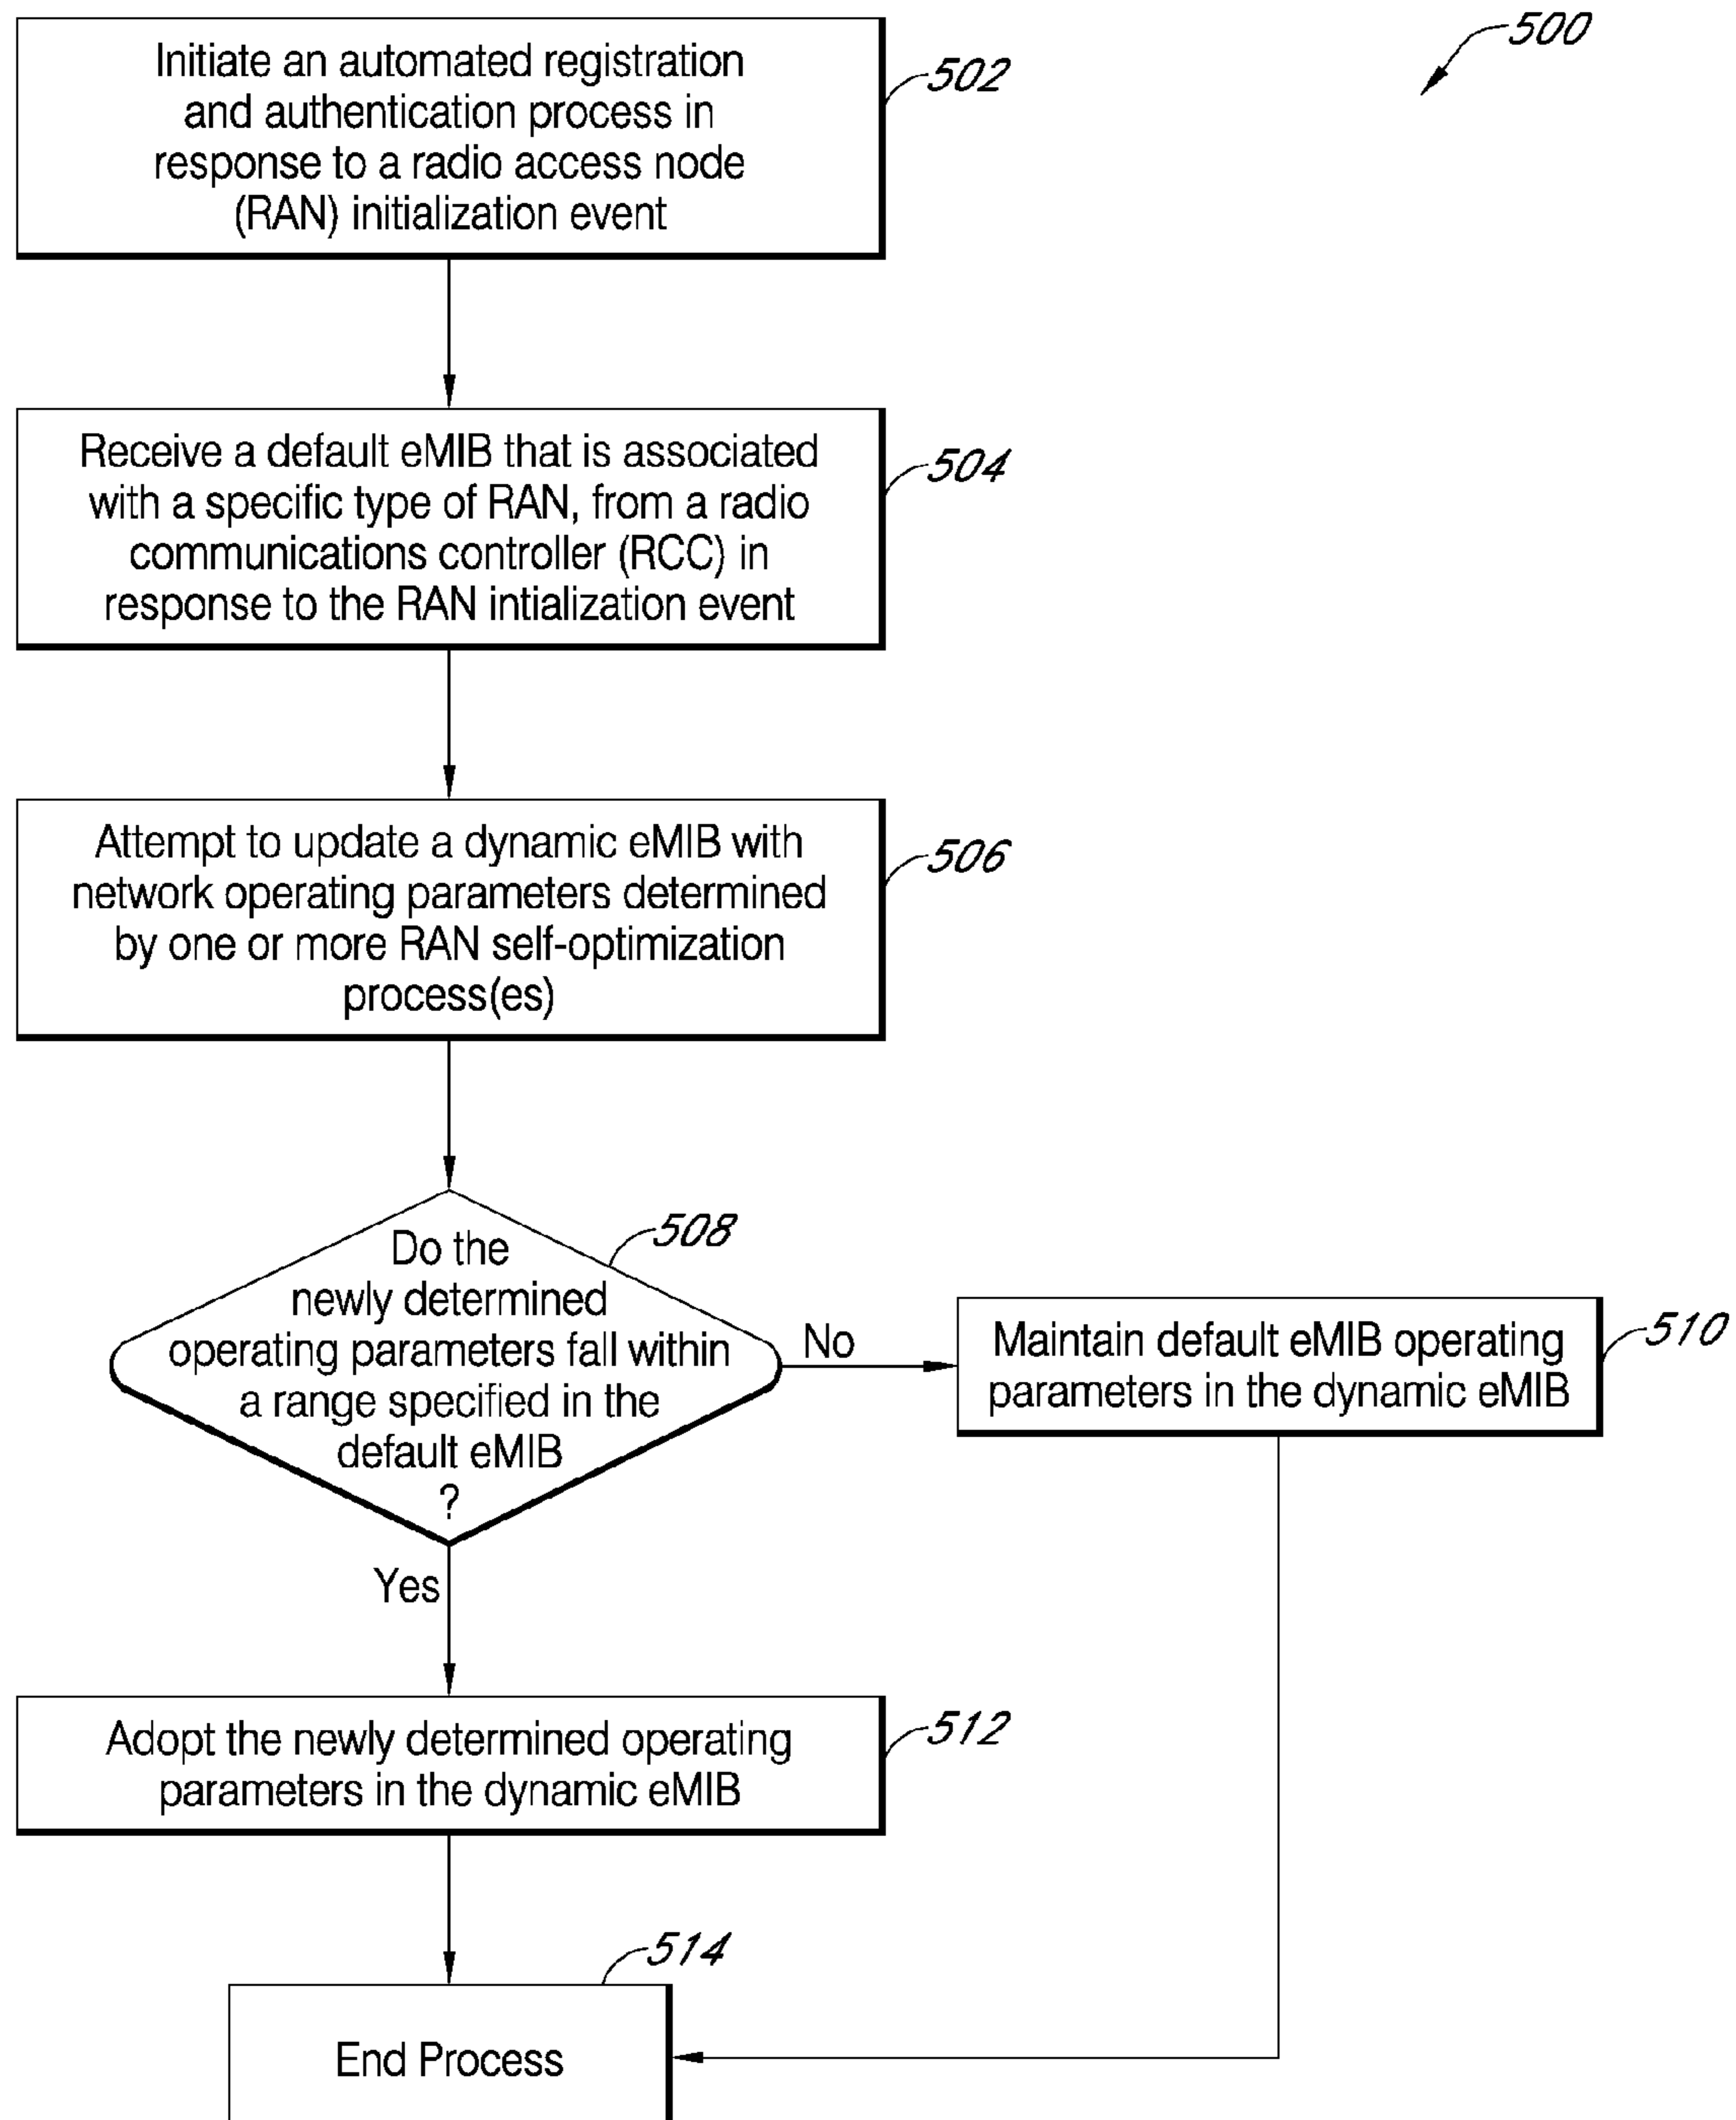 500
Initiate an automated registration
and authentication process in
response to a radio access node
(RAN) initialization event
502
Receive a default eMIB that is associated
with a specific type of RAN, from a radio
communications controller (RCC) in
response to the RAN intialization event
504
Attempt to update a dynamic eMIB with
network operating parameters determined
by one or more RAN self-optimization
process(es)
506
Do the
newly determined
operating parameters fall within
a range specified in the
default eMIB
?
508
No
Maintain default eMIB operating
parameters in the dynamic eMIB
510
Yes
Adopt the newly determined operating
parameters in the dynamic eMIB
512
514
End Process